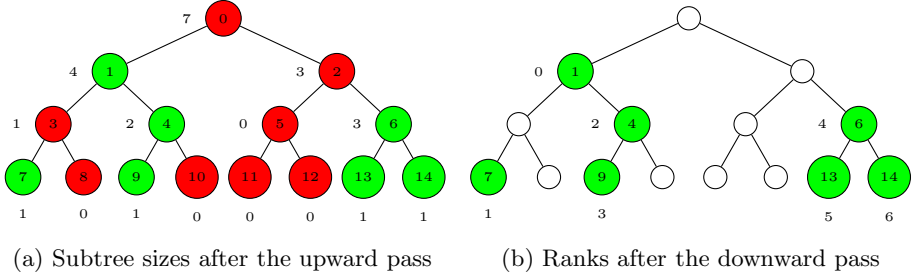 7 0
4 1 3 2 0 1
1 3 2 4 0 5 3 6 2 4 4 6
7 8 9 10 11 12 13 14 7 9 13 14
1 0 1 0 0 0 1 1 1 3 5 6
(a) Subtree sizes after the upward pass (b) Ranks after the downward pass